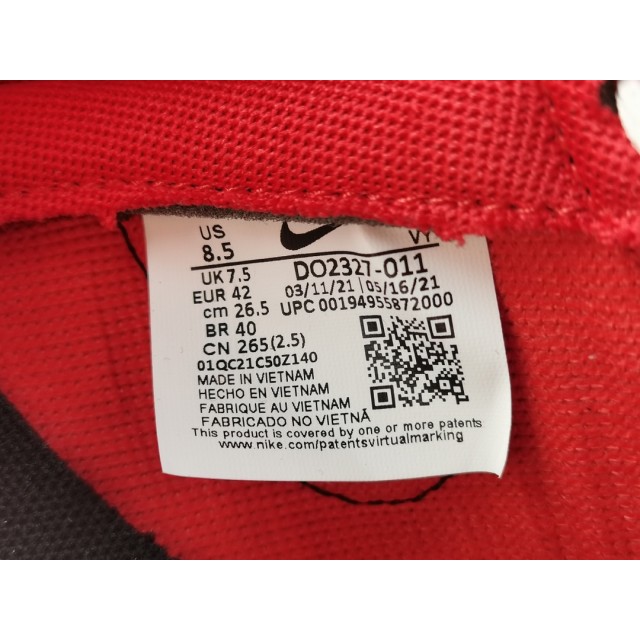 US
8.5
VY
UK 7.5
DO2327-011
EUR 42
03/11/21 | 05/16/21
cm 26.5
UPC 00194955872000
BR 40
CN 265(2.5)
01QC21C50Z140
MADE IN VIETNAM
HECHO EN VIETNAM
FABRIQUE AU VIETNAM
FABRICADO NO VIETNÃ
This product is covered by one or more patents
www.nike.com/patentsvirtualmarking